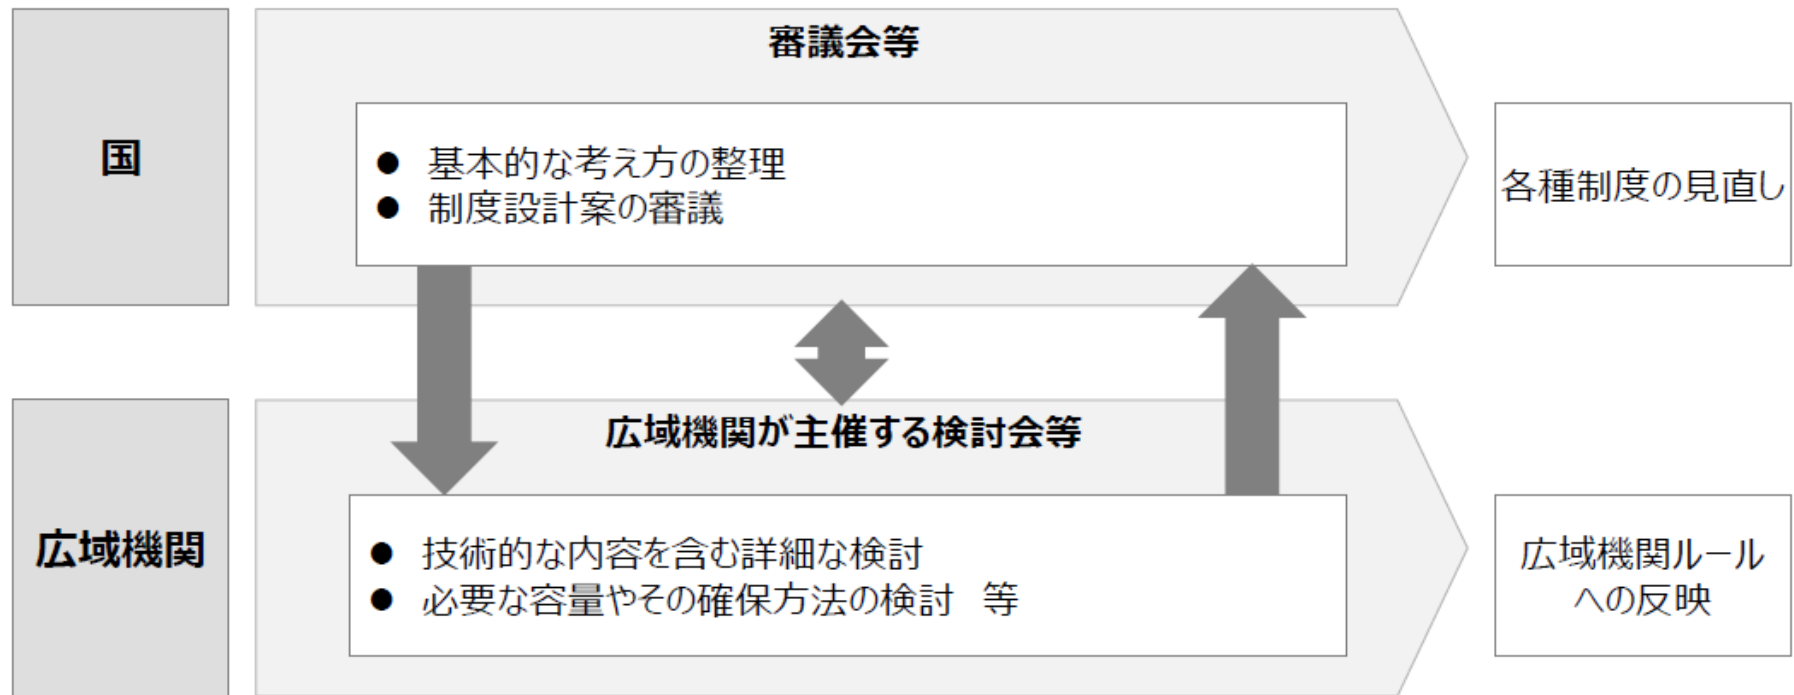 審議会等
国
● 基本的な考え方の整理
● 制度設計案の審議
各種制度の見直し
広域機関が主催する検討会等
広域機関
● 技術的な内容を含む詳細な検討
● 必要な容量やその確保方法の検討　等
広域機関ルール
への反映